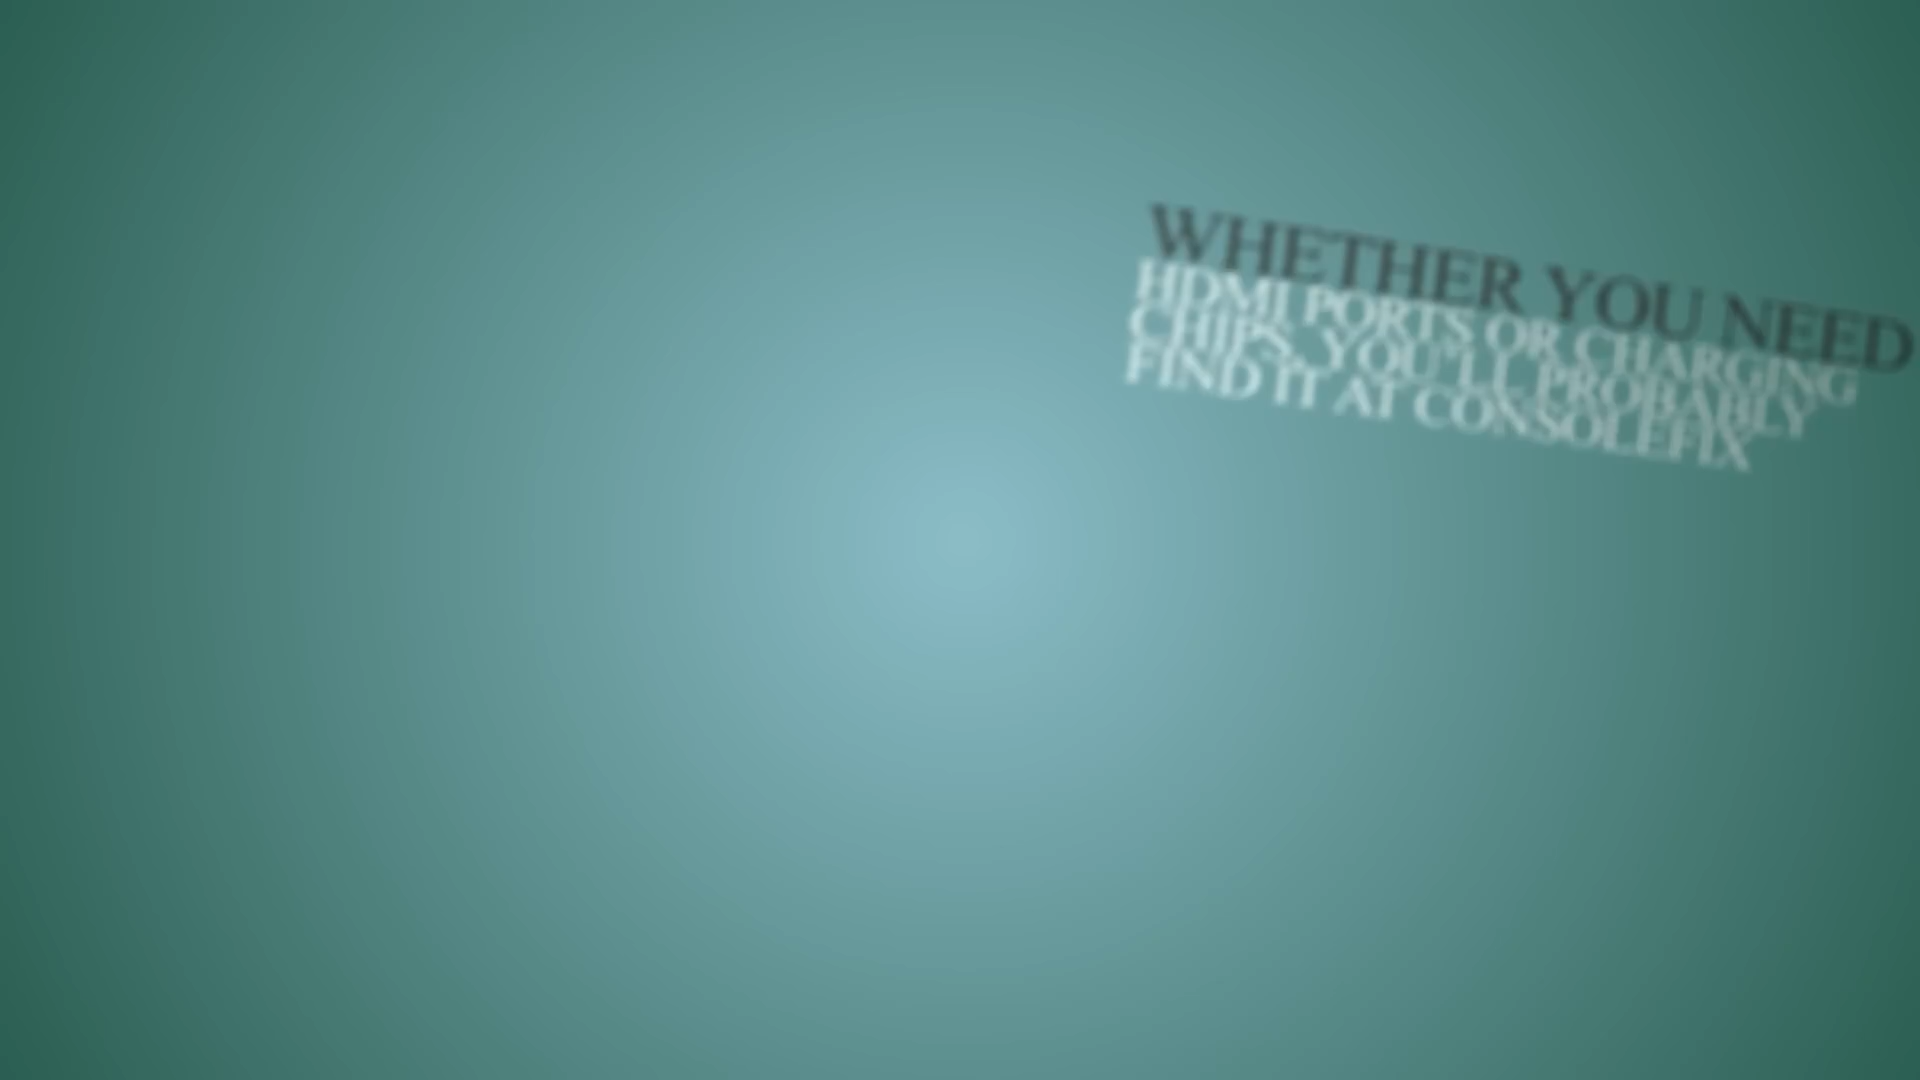 WHETHER YOU NEED
HDMI PORTS OR CHARGING
CHIPS, YOU'LL PROBABLY
FIND IT AT CONSOLEFIX